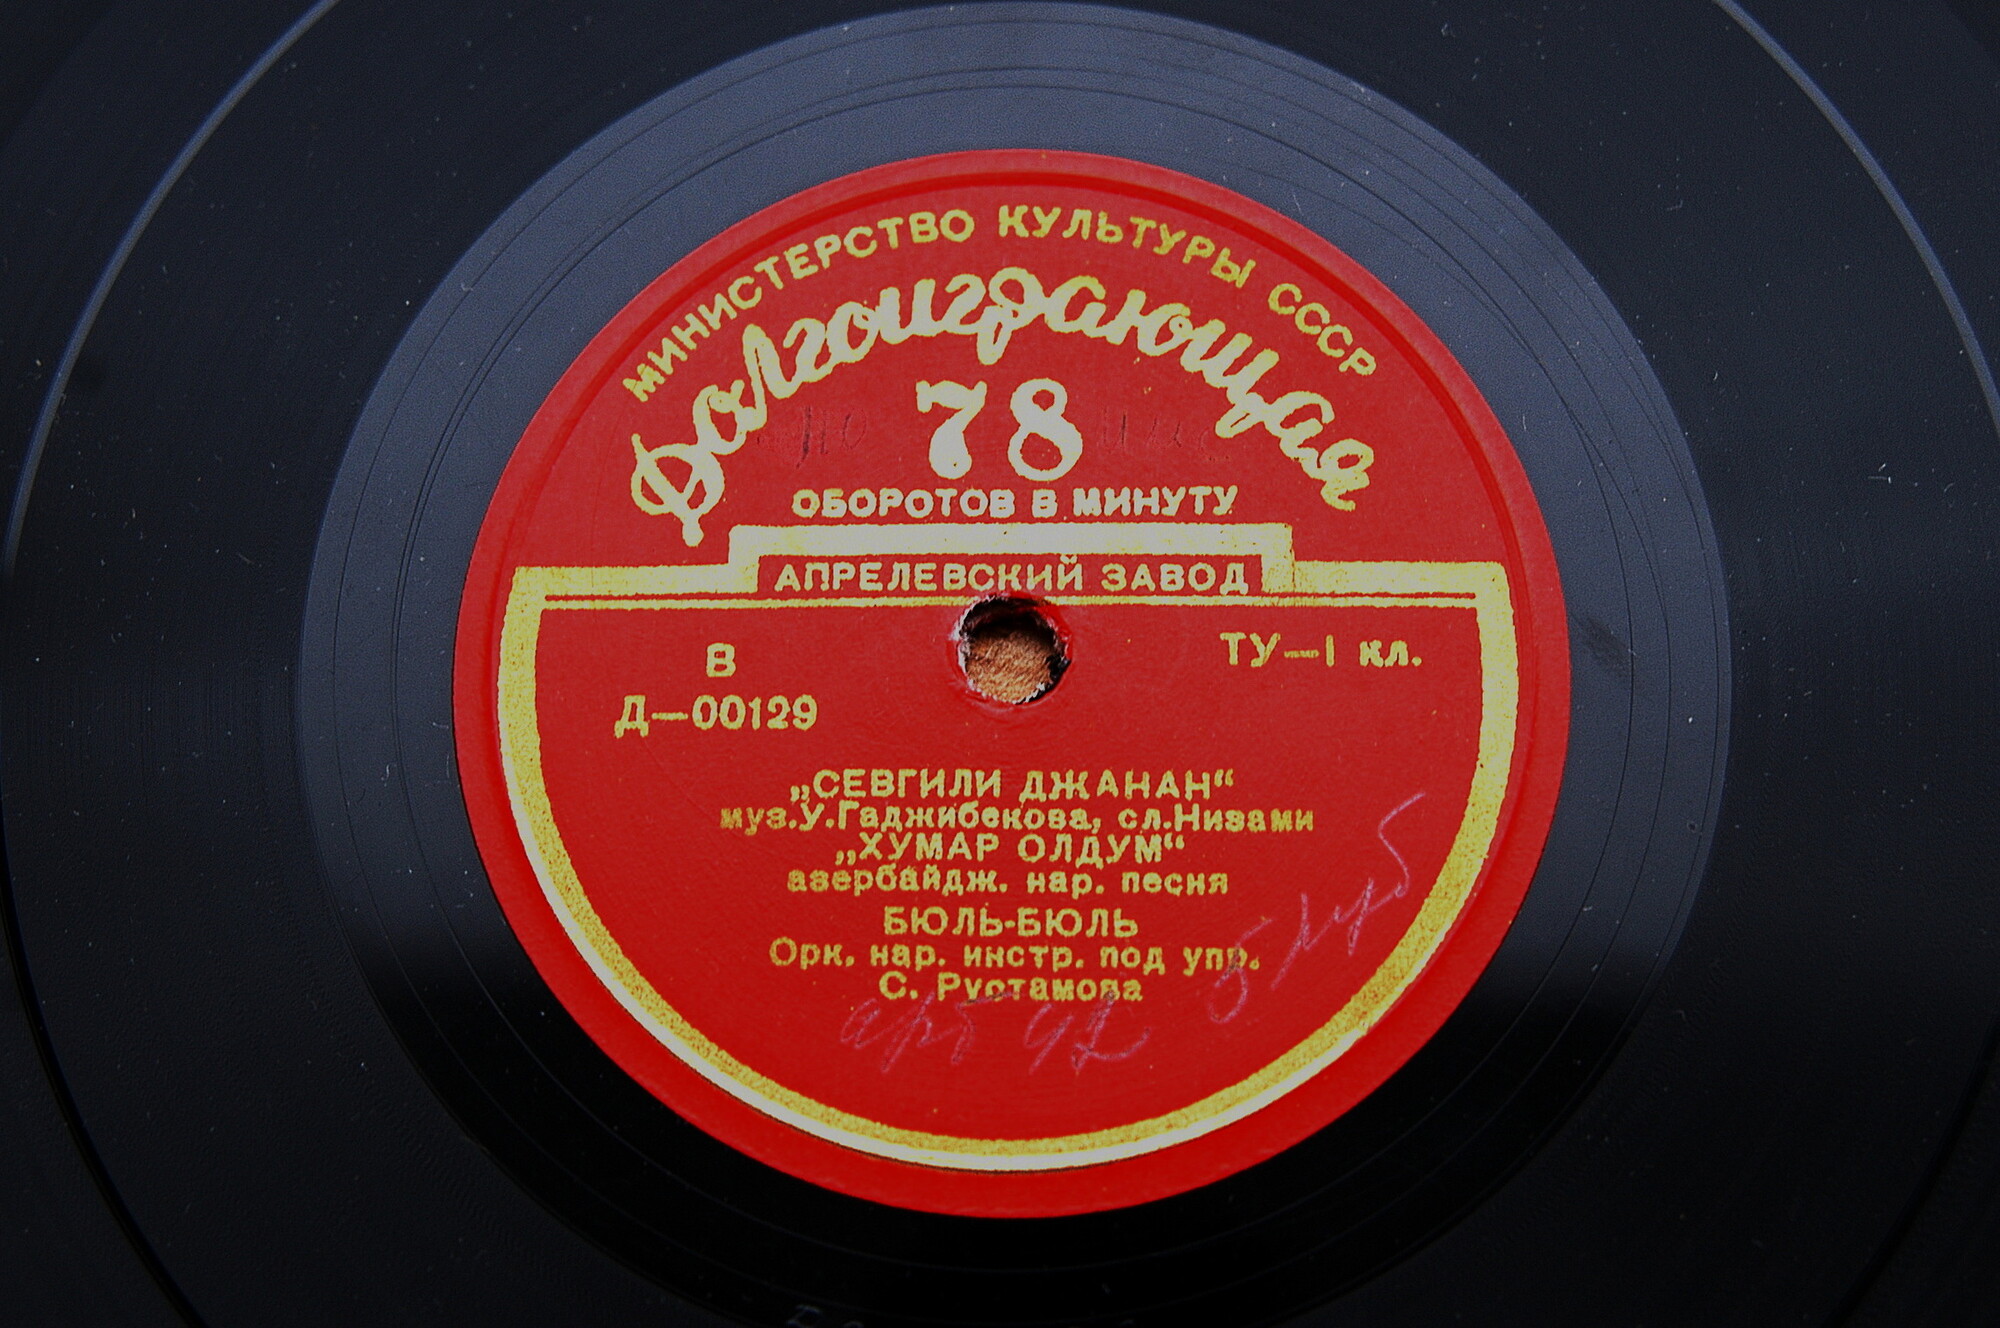 МИНИСТЕРСТВО КУЛЬТУРЫ СССР
Долгоиграющая
78
ОБОРОТОВ В МИНУТУ
АПРЕЛЕВСКИЙ ЗАВОД
В
Д—00129
ТУ—I кл.
„СЕВГИЛИ ДЖАНАН“
муз.У.Гаджибекова, сл.Низами
„ХУМАР ОЛДУМ“
азербайдж. нар. песня
БЮЛЬ-БЮЛЬ
Орк. нар. инстр. под упр.
С. Рустамова